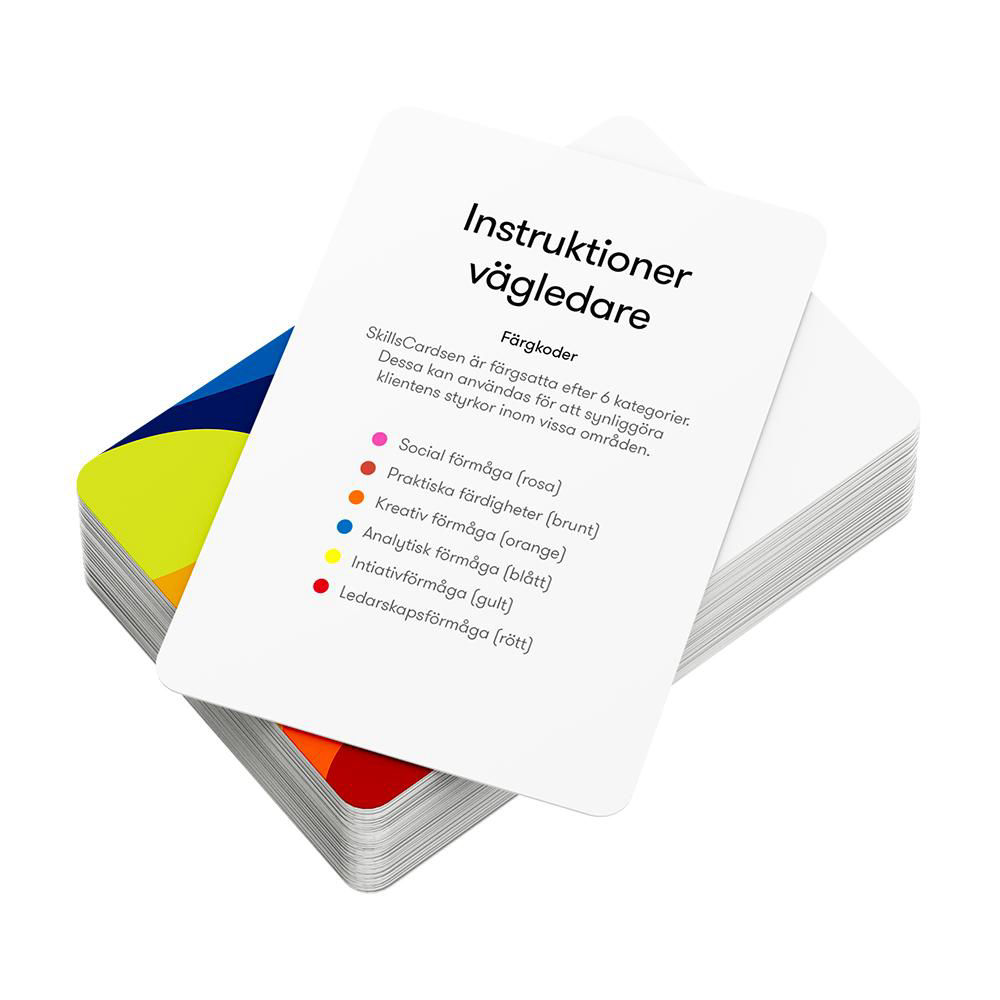 Instruktioner
vägledare
Färgkoder
SkillsCardsen är färgsatta efter 6 kategorier.
Dessa kan användas för att synliggöra
klientens styrkor inom vissa områden.
Social förmåga (rosa)
Praktiska färdigheter (brunt)
Kreativ förmåga (orange)
Analytisk förmåga (blått)
Intiativförmåga (gult)
Ledarskapsförmåga (rött)